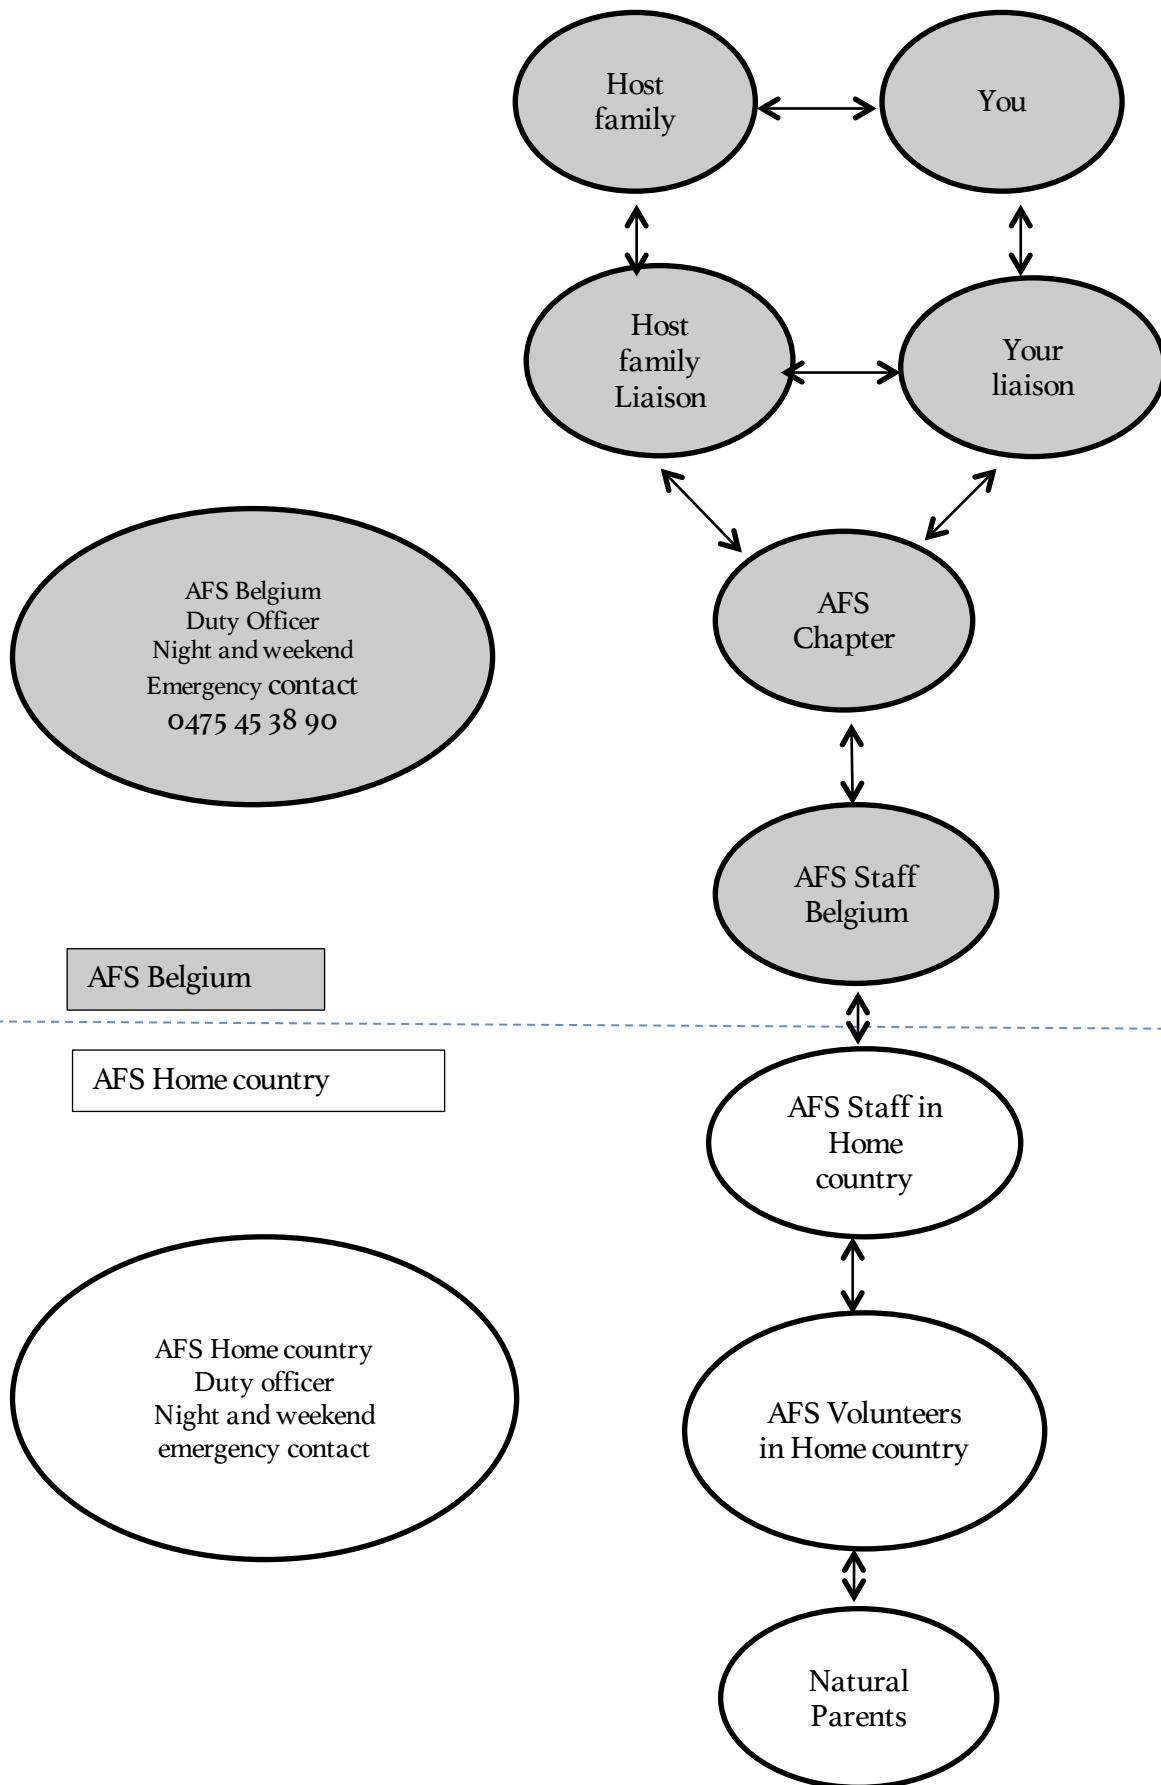 Host
family
You
Host
family
Liaison
Your
liaison
AFS Belgium
Duty Officer
Night and weekend
Emergency contact
0475 45 38 90
AFS
Chapter
AFS Staff
Belgium
AFS Belgium
AFS Home country
AFS Staff in
Home
country
AFS Home country
Duty officer
Night and weekend
emergency contact
AFS Volunteers
in Home country
Natural
Parents